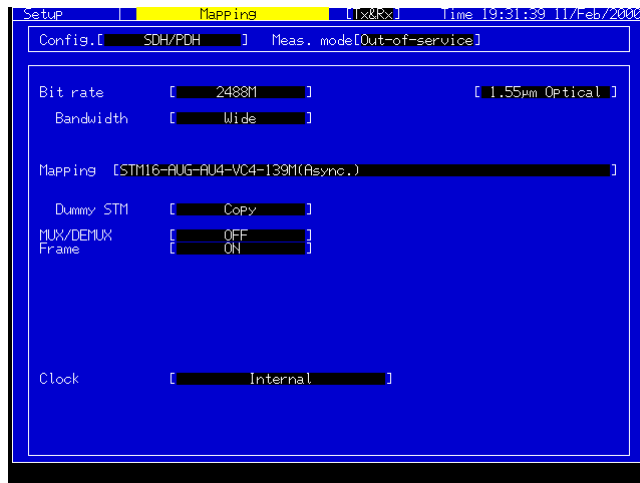 Setup Mapping [Tx&Rx] Time 19:31:39 11/Feb/2000
Config.[ SDH/PDH ] Meas. mode[Out-of-service]
Bit rate [ 2488M ] [ 1.55μm Optical ]
Bandwidth [ Wide ]
Mapping [STM16-AUG-AU4-VC4-139M(Async.) ]
Dummy STM [ Copy ]
MUX/DEMUX [ OFF ]
Frame [ ON ]
Clock [ Internal ]